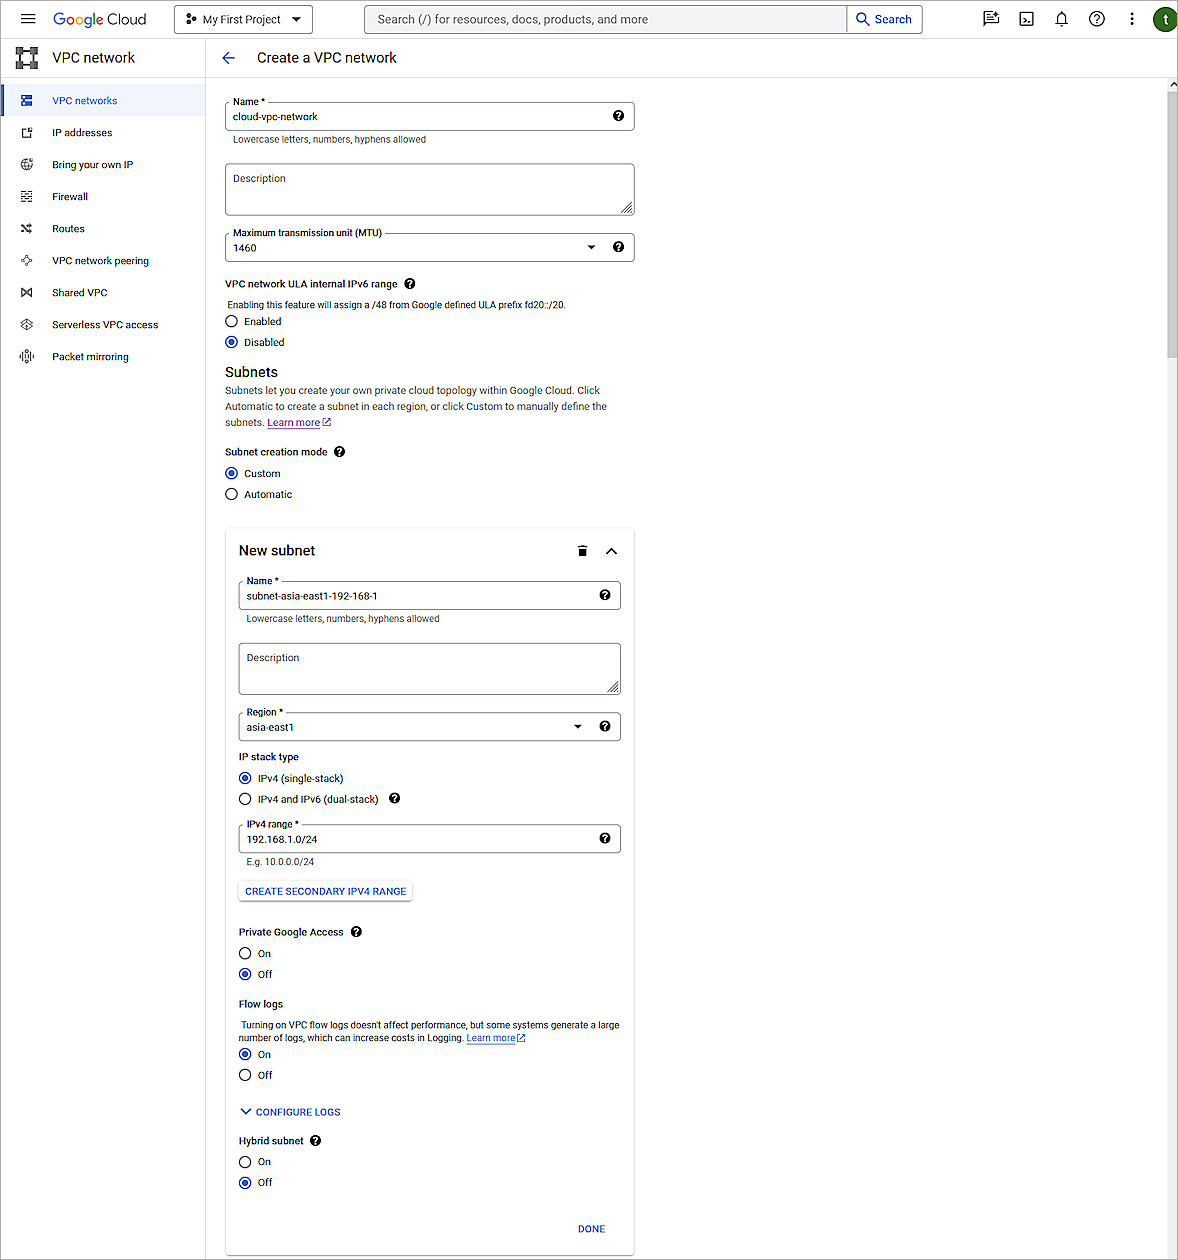 Google Cloud
My First Project
Search (/) for resources, docs, products, and more
Search
t
VPC network
Create a VPC network
VPC networks
IP addresses
Bring your own IP
Firewall
Routes
VPC network peering
Shared VPC
Serverless VPC access
Packet mirroring
Name *
cloud-vpc-network
Lowercase letters, numbers, hyphens allowed
Description
Maximum transmission unit (MTU)
1460
VPC network ULA internal IPv6 range
Enabling this feature will assign a /48 from Google defined ULA prefix fd20::/20.
Enabled
Disabled
Subnets
Subnets let you create your own private cloud topology within Google Cloud. Click
Automatic to create a subnet in each region, or click Custom to manually define the
subnets. Learn more
Subnet creation mode
Custom
Automatic
New subnet
Name *
subnet-asia-east1-192-168-1
Lowercase letters, numbers, hyphens allowed
Description
Region *
asia-east1
IP stack type
IPv4 (single-stack)
IPv4 and IPv6 (dual-stack)
IPv4 range *
192.168.1.0/24
E.g. 10.0.0.0/24
CREATE SECONDARY IPV4 RANGE
Private Google Access
On
Off
Flow logs
Turning on VPC flow logs doesn't affect performance, but some systems generate a large
number of logs, which can increase costs in Logging. Learn more
On
Off
CONFIGURE LOGS
Hybrid subnet
On
Off
DONE